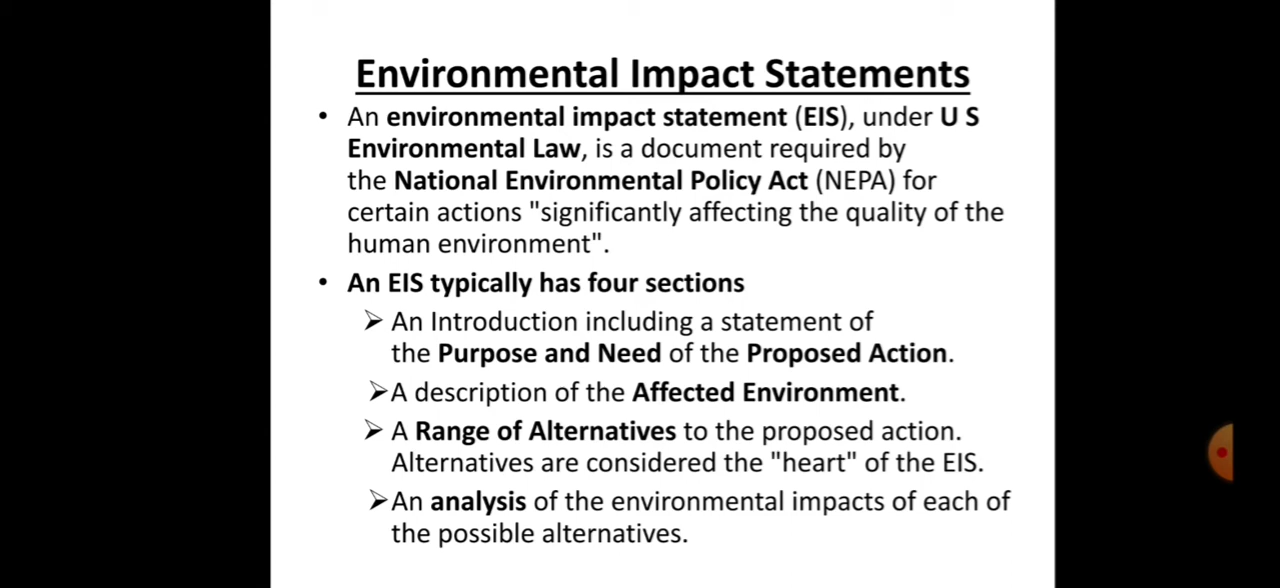 Environmental Impact Statements
• An environmental impact statement (EIS), under U S
Environmental Law, is a document required by
the National Environmental Policy Act (NEPA) for
certain actions "significantly affecting the quality of the
human environment".
• An EIS typically has four sections
➢ An Introduction including a statement of
the Purpose and Need of the Proposed Action.
➢A description of the Affected Environment.
➢ A Range of Alternatives to the proposed action.
Alternatives are considered the "heart" of the EIS.
➢An analysis of the environmental impacts of each of
the possible alternatives.